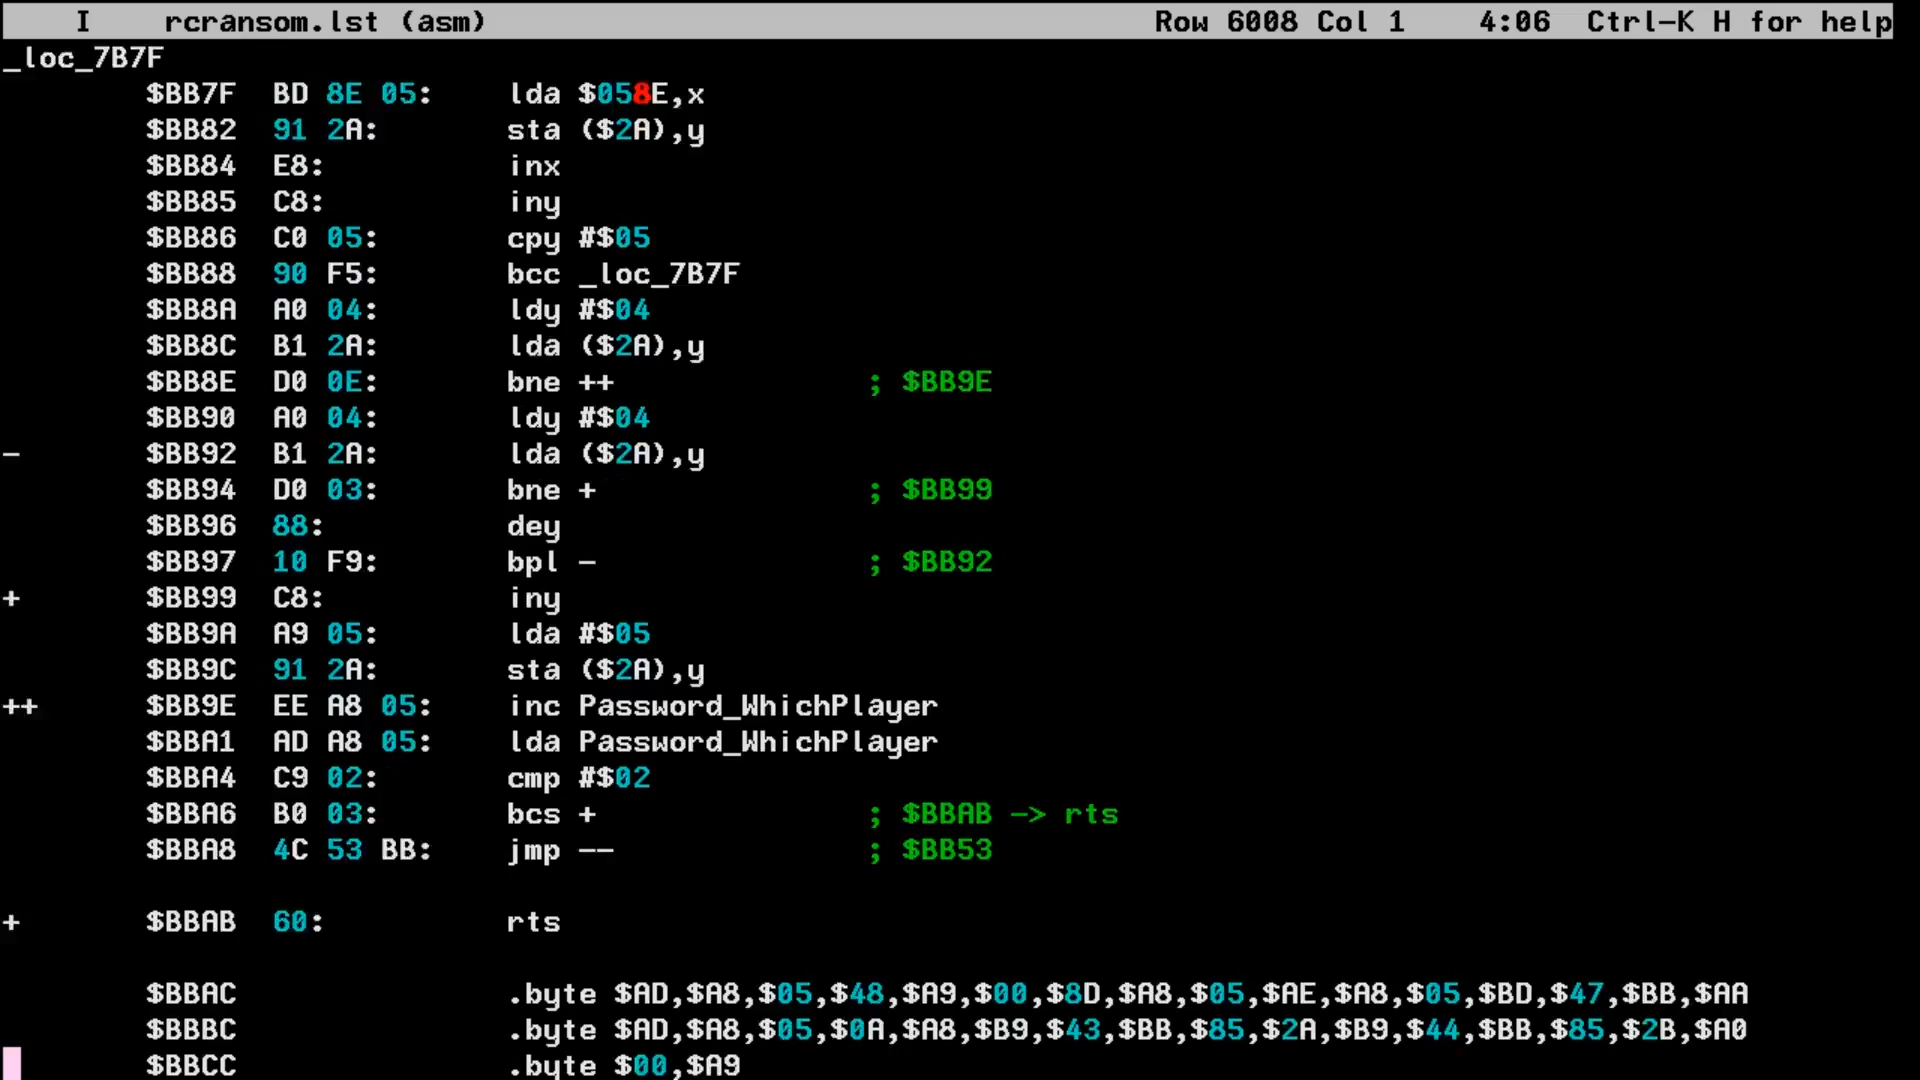 I rcransom.lst (asm) Row 6008 Col 1 4:06 Ctrl-K H for help
_loc_7B7F
$BB7F BD 8E 05: lda $058E,x
$BB82 91 2A: sta ($2A),y
$BB84 E8: inx
$BB85 C8: iny
$BB86 C0 05: cpy #$05
$BB88 90 F5: bcc _loc_7B7F
$BB8A A0 04: ldy #$04
$BB8C B1 2A: lda ($2A),y
$BB8E D0 0E: bne ++ ; $BB9E
$BB90 A0 04: ldy #$04
- $BB92 B1 2A: lda ($2A),y
$BB94 D0 03: bne + ; $BB99
$BB96 88: dey
$BB97 10 F9: bpl - ; $BB92
+ $BB99 C8: iny
$BB9A A9 05: lda #$05
$BB9C 91 2A: sta ($2A),y
++ $BB9E EE A8 05: inc Password_WhichPlayer
$BBA1 AD A8 05: lda Password_WhichPlayer
$BBA4 C9 02: cmp #$02
$BBA6 B0 03: bcs + ; $BBAB -> rts
$BBA8 4C 53 BB: jmp -- ; $BB53
+ $BBAB 60: rts
$BBAC .byte $AD,$A8,$05,$48,$A9,$00,$8D,$A8,$05,$AE,$A8,$05,$BD,$47,$BB,$AA
$BBBC .byte $AD,$A8,$05,$0A,$A8,$B9,$43,$BB,$85,$2A,$B9,$44,$BB,$85,$2B,$A0
$BBCC .byte $00,$A9